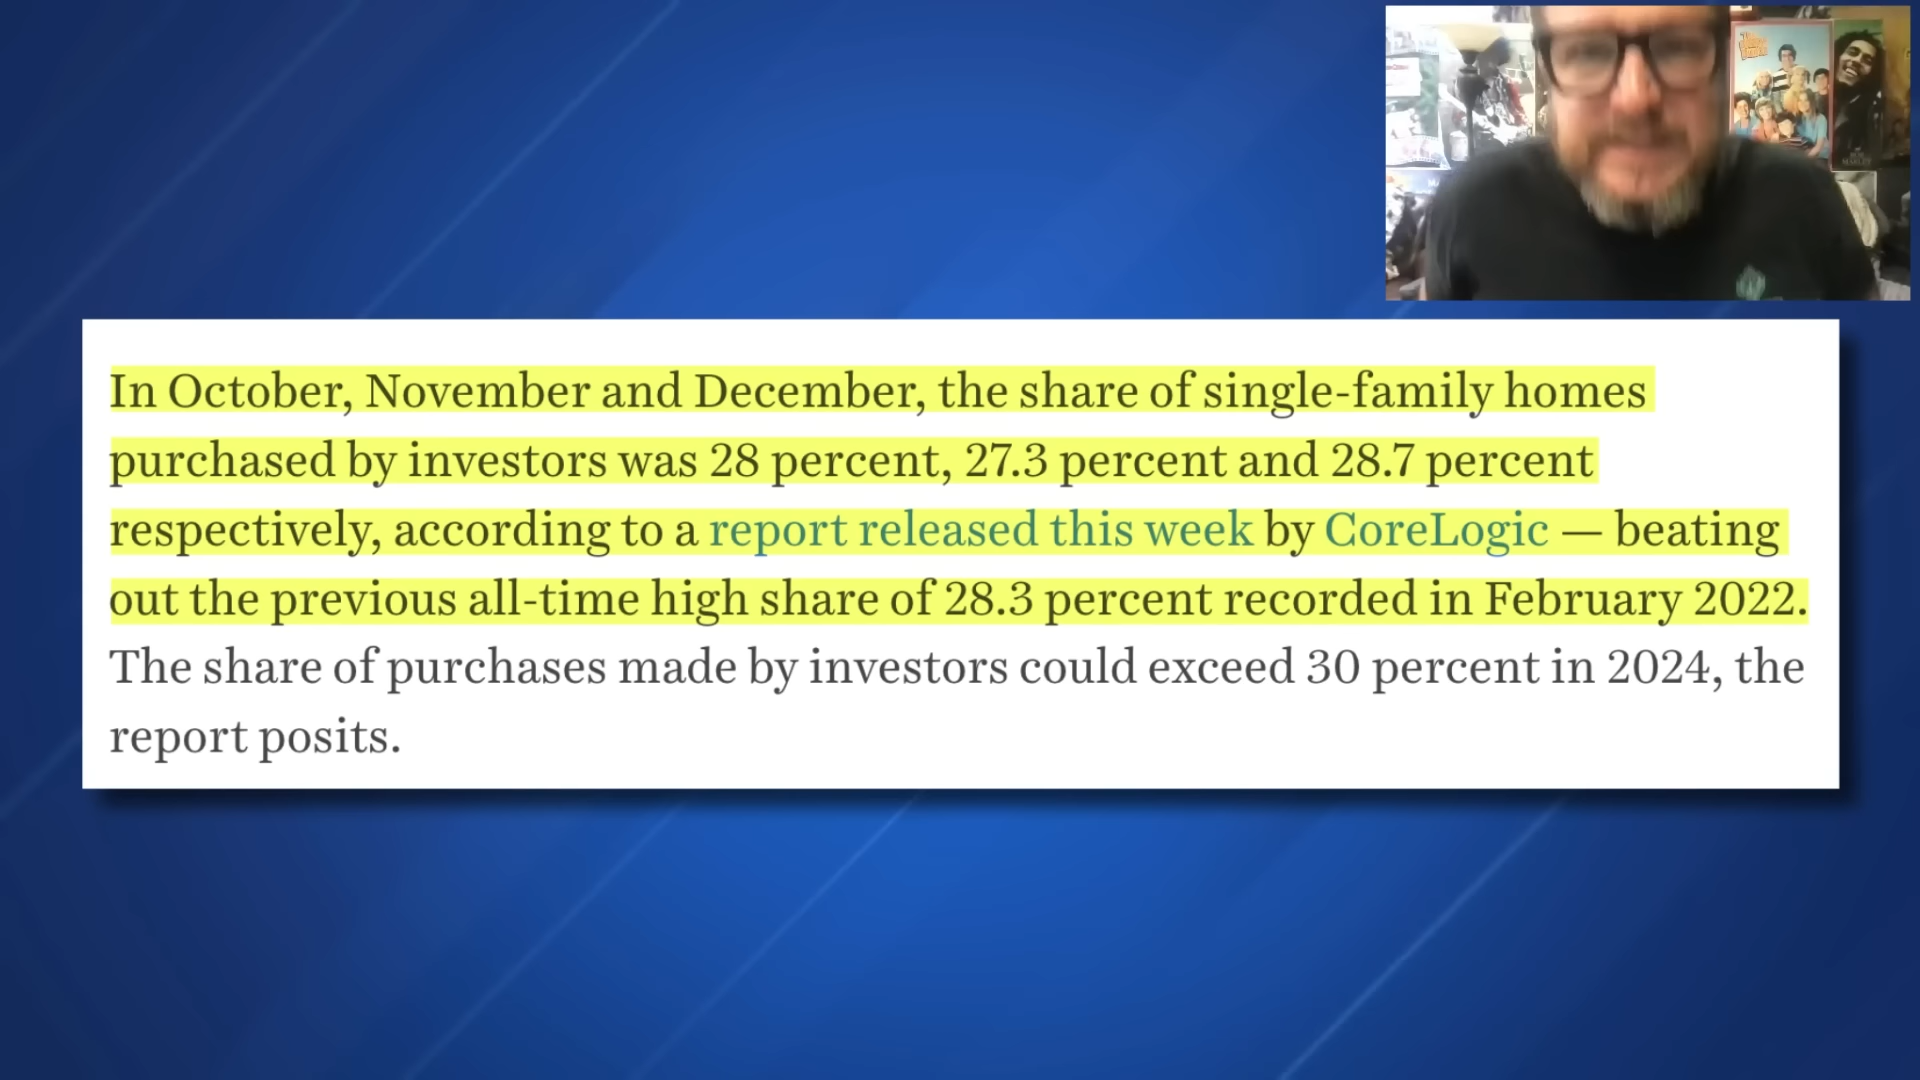 In October, November and December, the share of single-family homes
purchased by investors was 28 percent, 27.3 percent and 28.7 percent
respectively, according to a report released this week by CoreLogic — beating
out the previous all-time high share of 28.3 percent recorded in February 2022.
The share of purchases made by investors could exceed 30 percent in 2024, the
report posits.